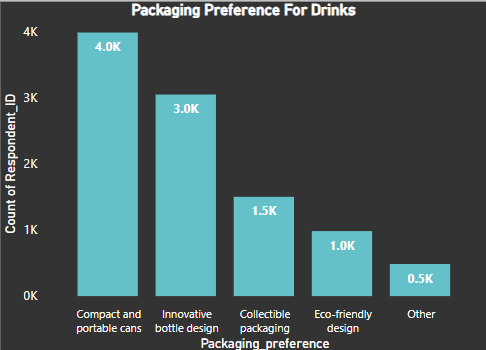 Packaging Preference For Drinks
4K
3K
2K
1K
0K
Count of Respondent_ID
4.0K
3.0K
1.5K
1.0K
0.5K
Compact and
portable cans
Innovative
bottle design
Collectible
packaging
Eco-friendly
design
Other
Packaging_preference